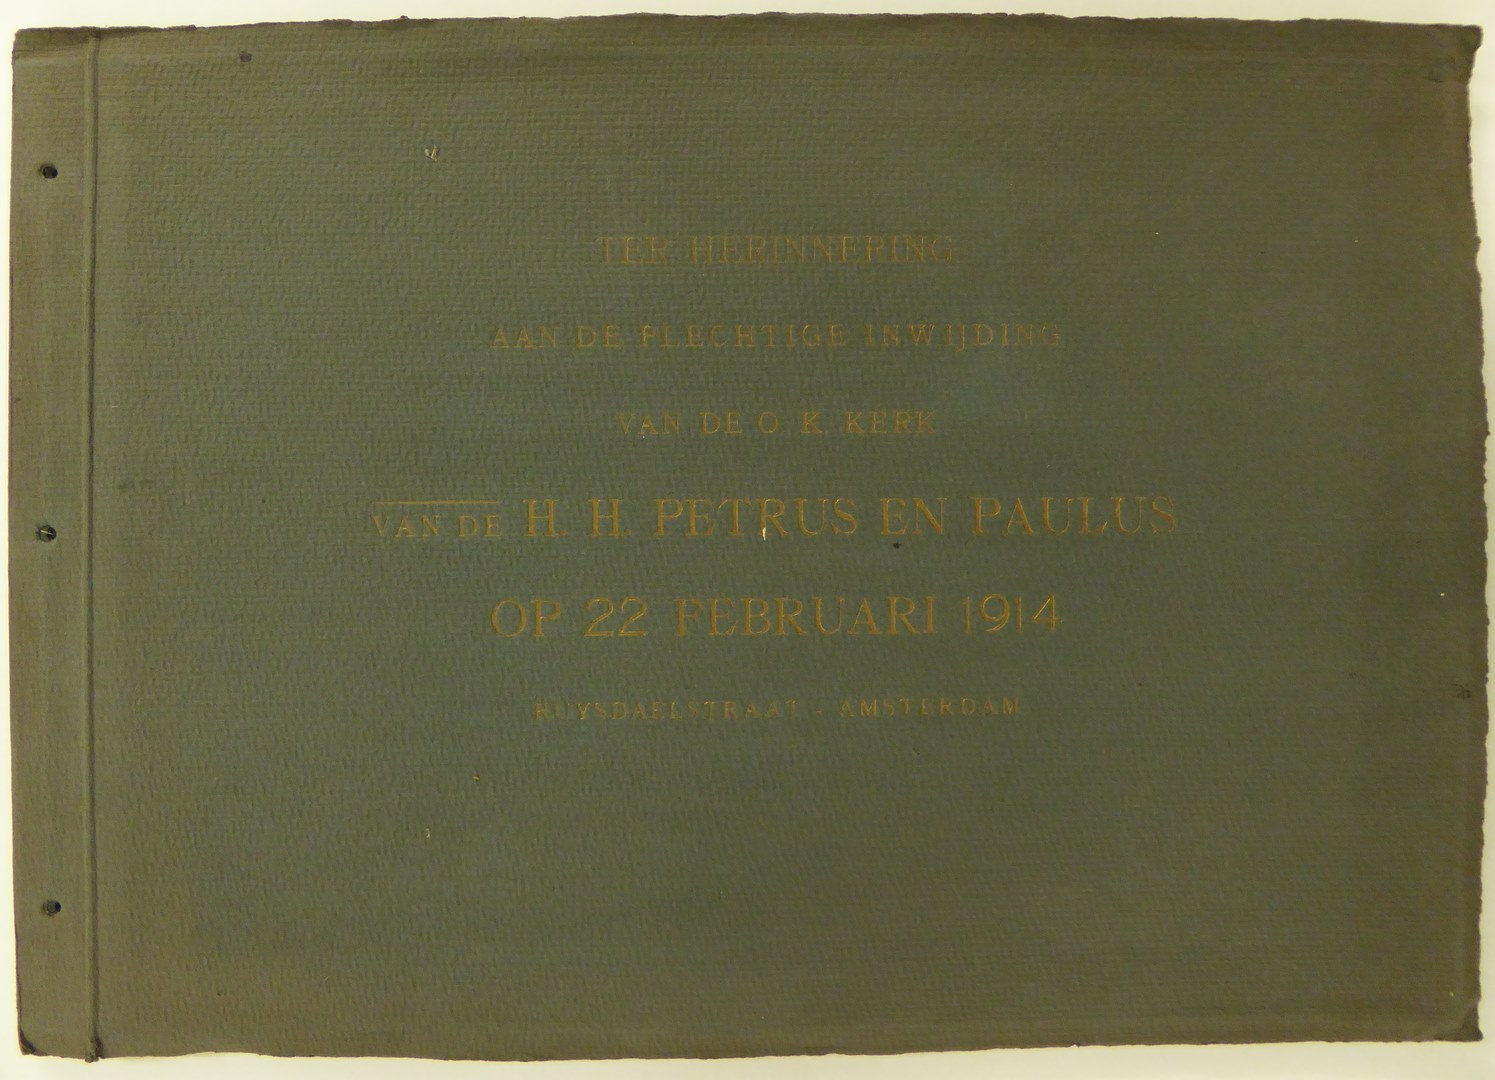 TER HERINNERING
AAN DE PLECHTIGE INWIJDING
VAN DE O. K. KERK
VAN DE H. H. PETRUS EN PAULUS
OP 22 FEBRUARI 1914
RUYSDAELSTRAAT - AMSTERDAM